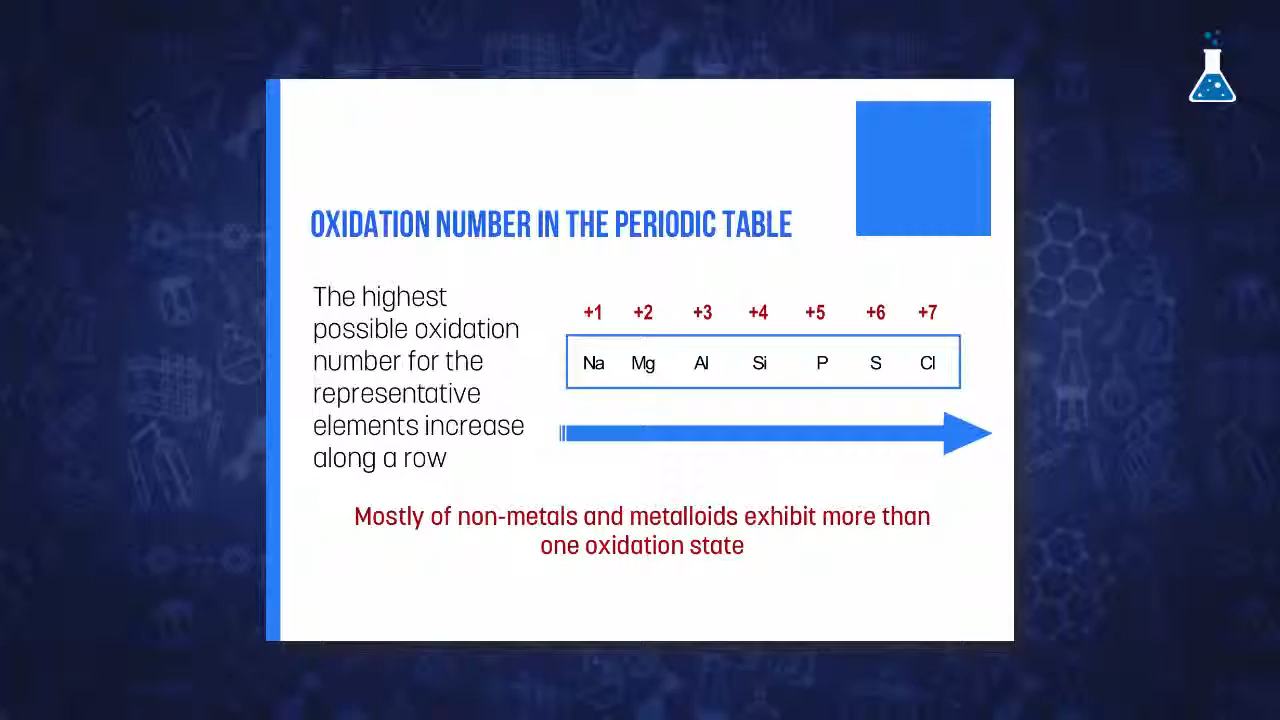 OXIDATION NUMBER IN THE PERIODIC TABLE
The highest
possible oxidation
number for the
representative
elements increase
along a row
+1 +2 +3 +4 +5 +6 +7
Na Mg Al Si P S Cl
Mostly of non-metals and metalloids exhibit more than
one oxidation state